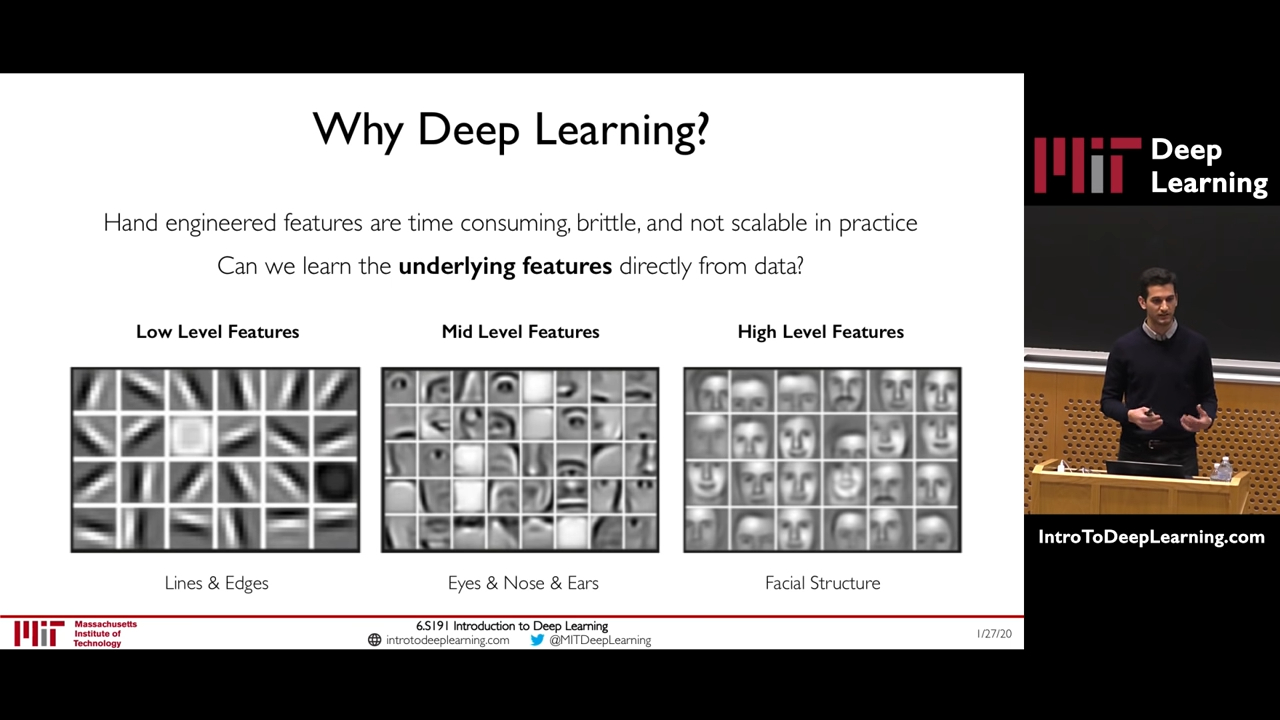 Why Deep Learning?
Hand engineered features are time consuming, brittle, and not scalable in practice
Can we learn the underlying features directly from data?
Low Level Features
Mid Level Features
High Level Features
Lines & Edges
Eyes & Nose & Ears
Facial Structure
Massachusetts
Institute of
Technology
6.S191 Introduction to Deep Learning
introtodeeplearning.com
@MITDeepLearning
1/27/20
MIT
Deep
Learning
IntroToDeepLearning.com